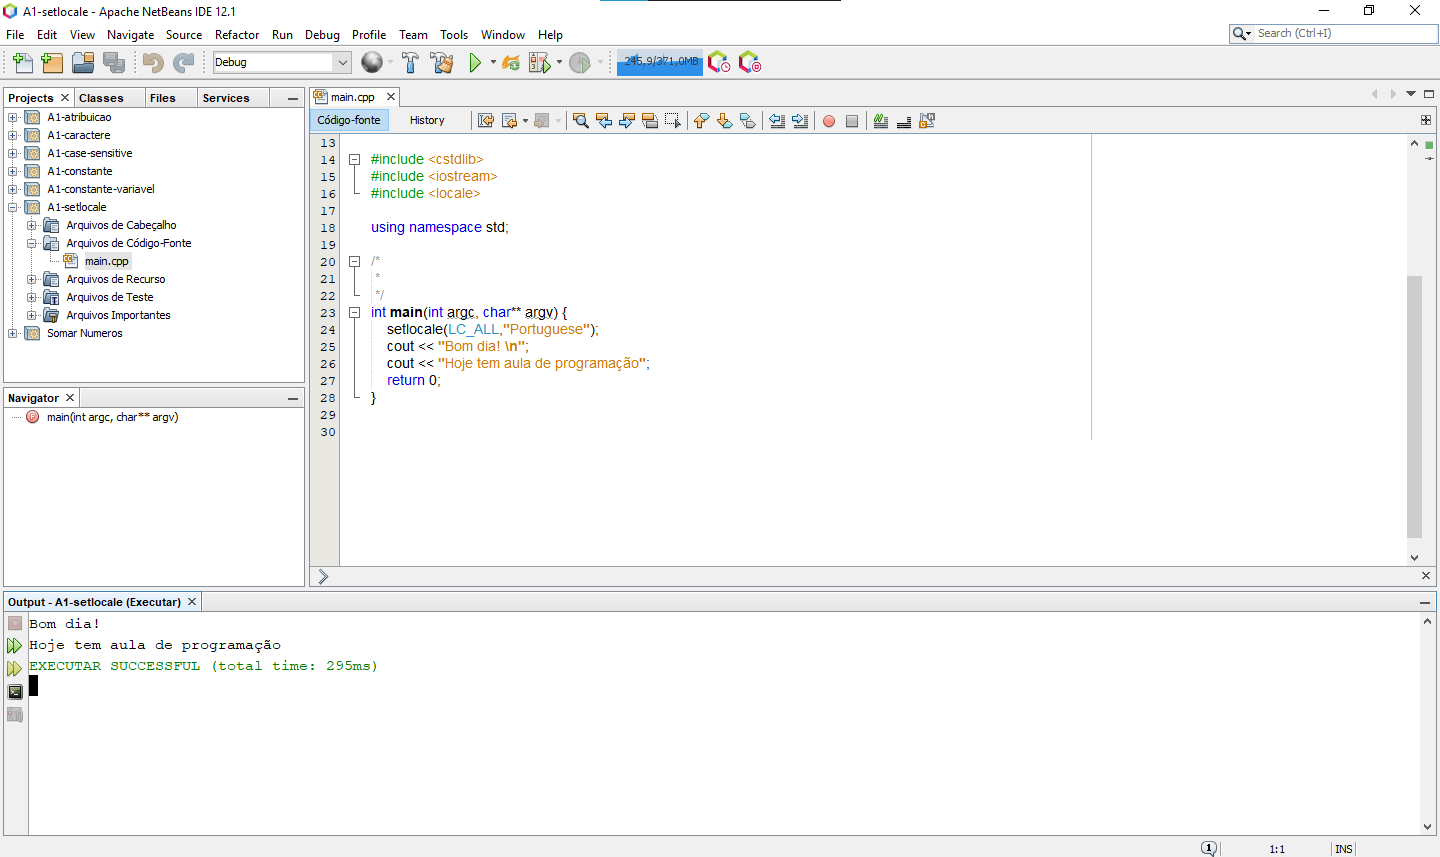 A1-setlocale - Apache NetBeans IDE 12.1
File Edit View Navigate Source Refactor Run Debug Profile Team Tools Window Help
Search (Ctrl+I)
Debug
245,9/371,0MB
Projects Classes Files Services
A1-atribuicao
A1-caractere
A1-case-sensitive
A1-constante
A1-constante-variavel
A1-setlocale
Arquivos de Cabeçalho
Arquivos de Código-Fonte
main.cpp
Arquivos de Recurso
Arquivos de Teste
Arquivos Importantes
Somar Numeros
Navigator
main(int argc, char** argv)
main.cpp
Código-fonte History
13
14 #include <cstdlib>
15 #include <iostream>
16 #include <locale>
17
18 using namespace std;
19
20 /*
21 *
22 */
23 int main(int argc, char** argv) {
24 setlocale(LC_ALL,"Portuguese");
25 cout << "Bom dia! \n";
26 cout << "Hoje tem aula de programação";
27 return 0;
28 }
29
30
Output - A1-setlocale (Executar)
Bom dia!
Hoje tem aula de programação
EXECUTAR SUCCESSFUL (total time: 295ms)
1 1:1 INS